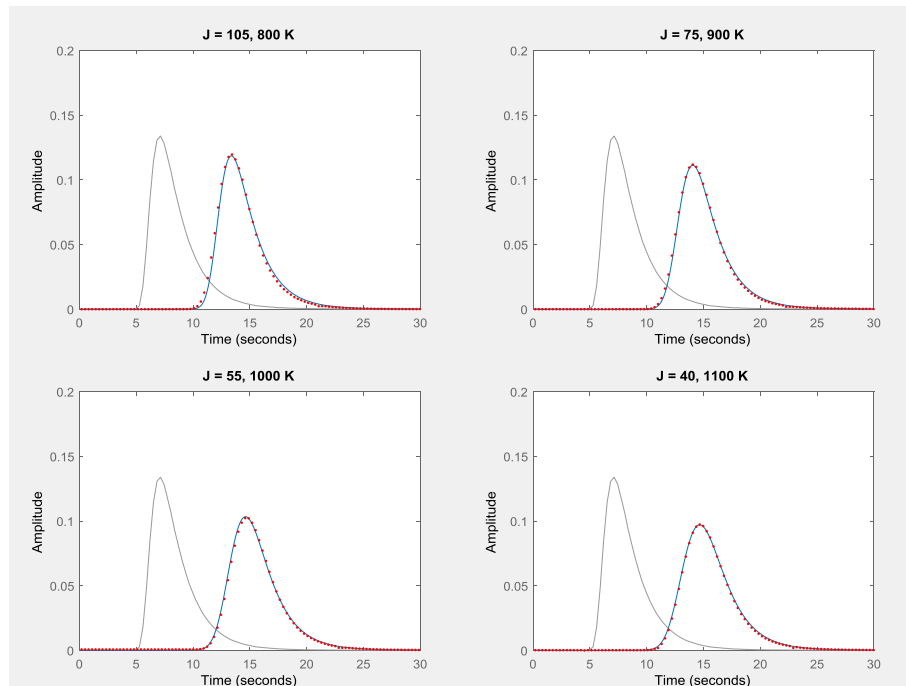 J = 105, 800 K
0.2
0.15
0.1
0.05
0
Amplitude
0 5 10 15 20 25 30
Time (seconds)
J = 75, 900 K
0.2
0.15
0.1
0.05
0
Amplitude
0 5 10 15 20 25 30
Time (seconds)
J = 55, 1000 K
0.2
0.15
0.1
0.05
0
Amplitude
0 5 10 15 20 25 30
Time (seconds)
J = 40, 1100 K
0.2
0.15
0.1
0.05
0
Amplitude
0 5 10 15 20 25 30
Time (seconds)